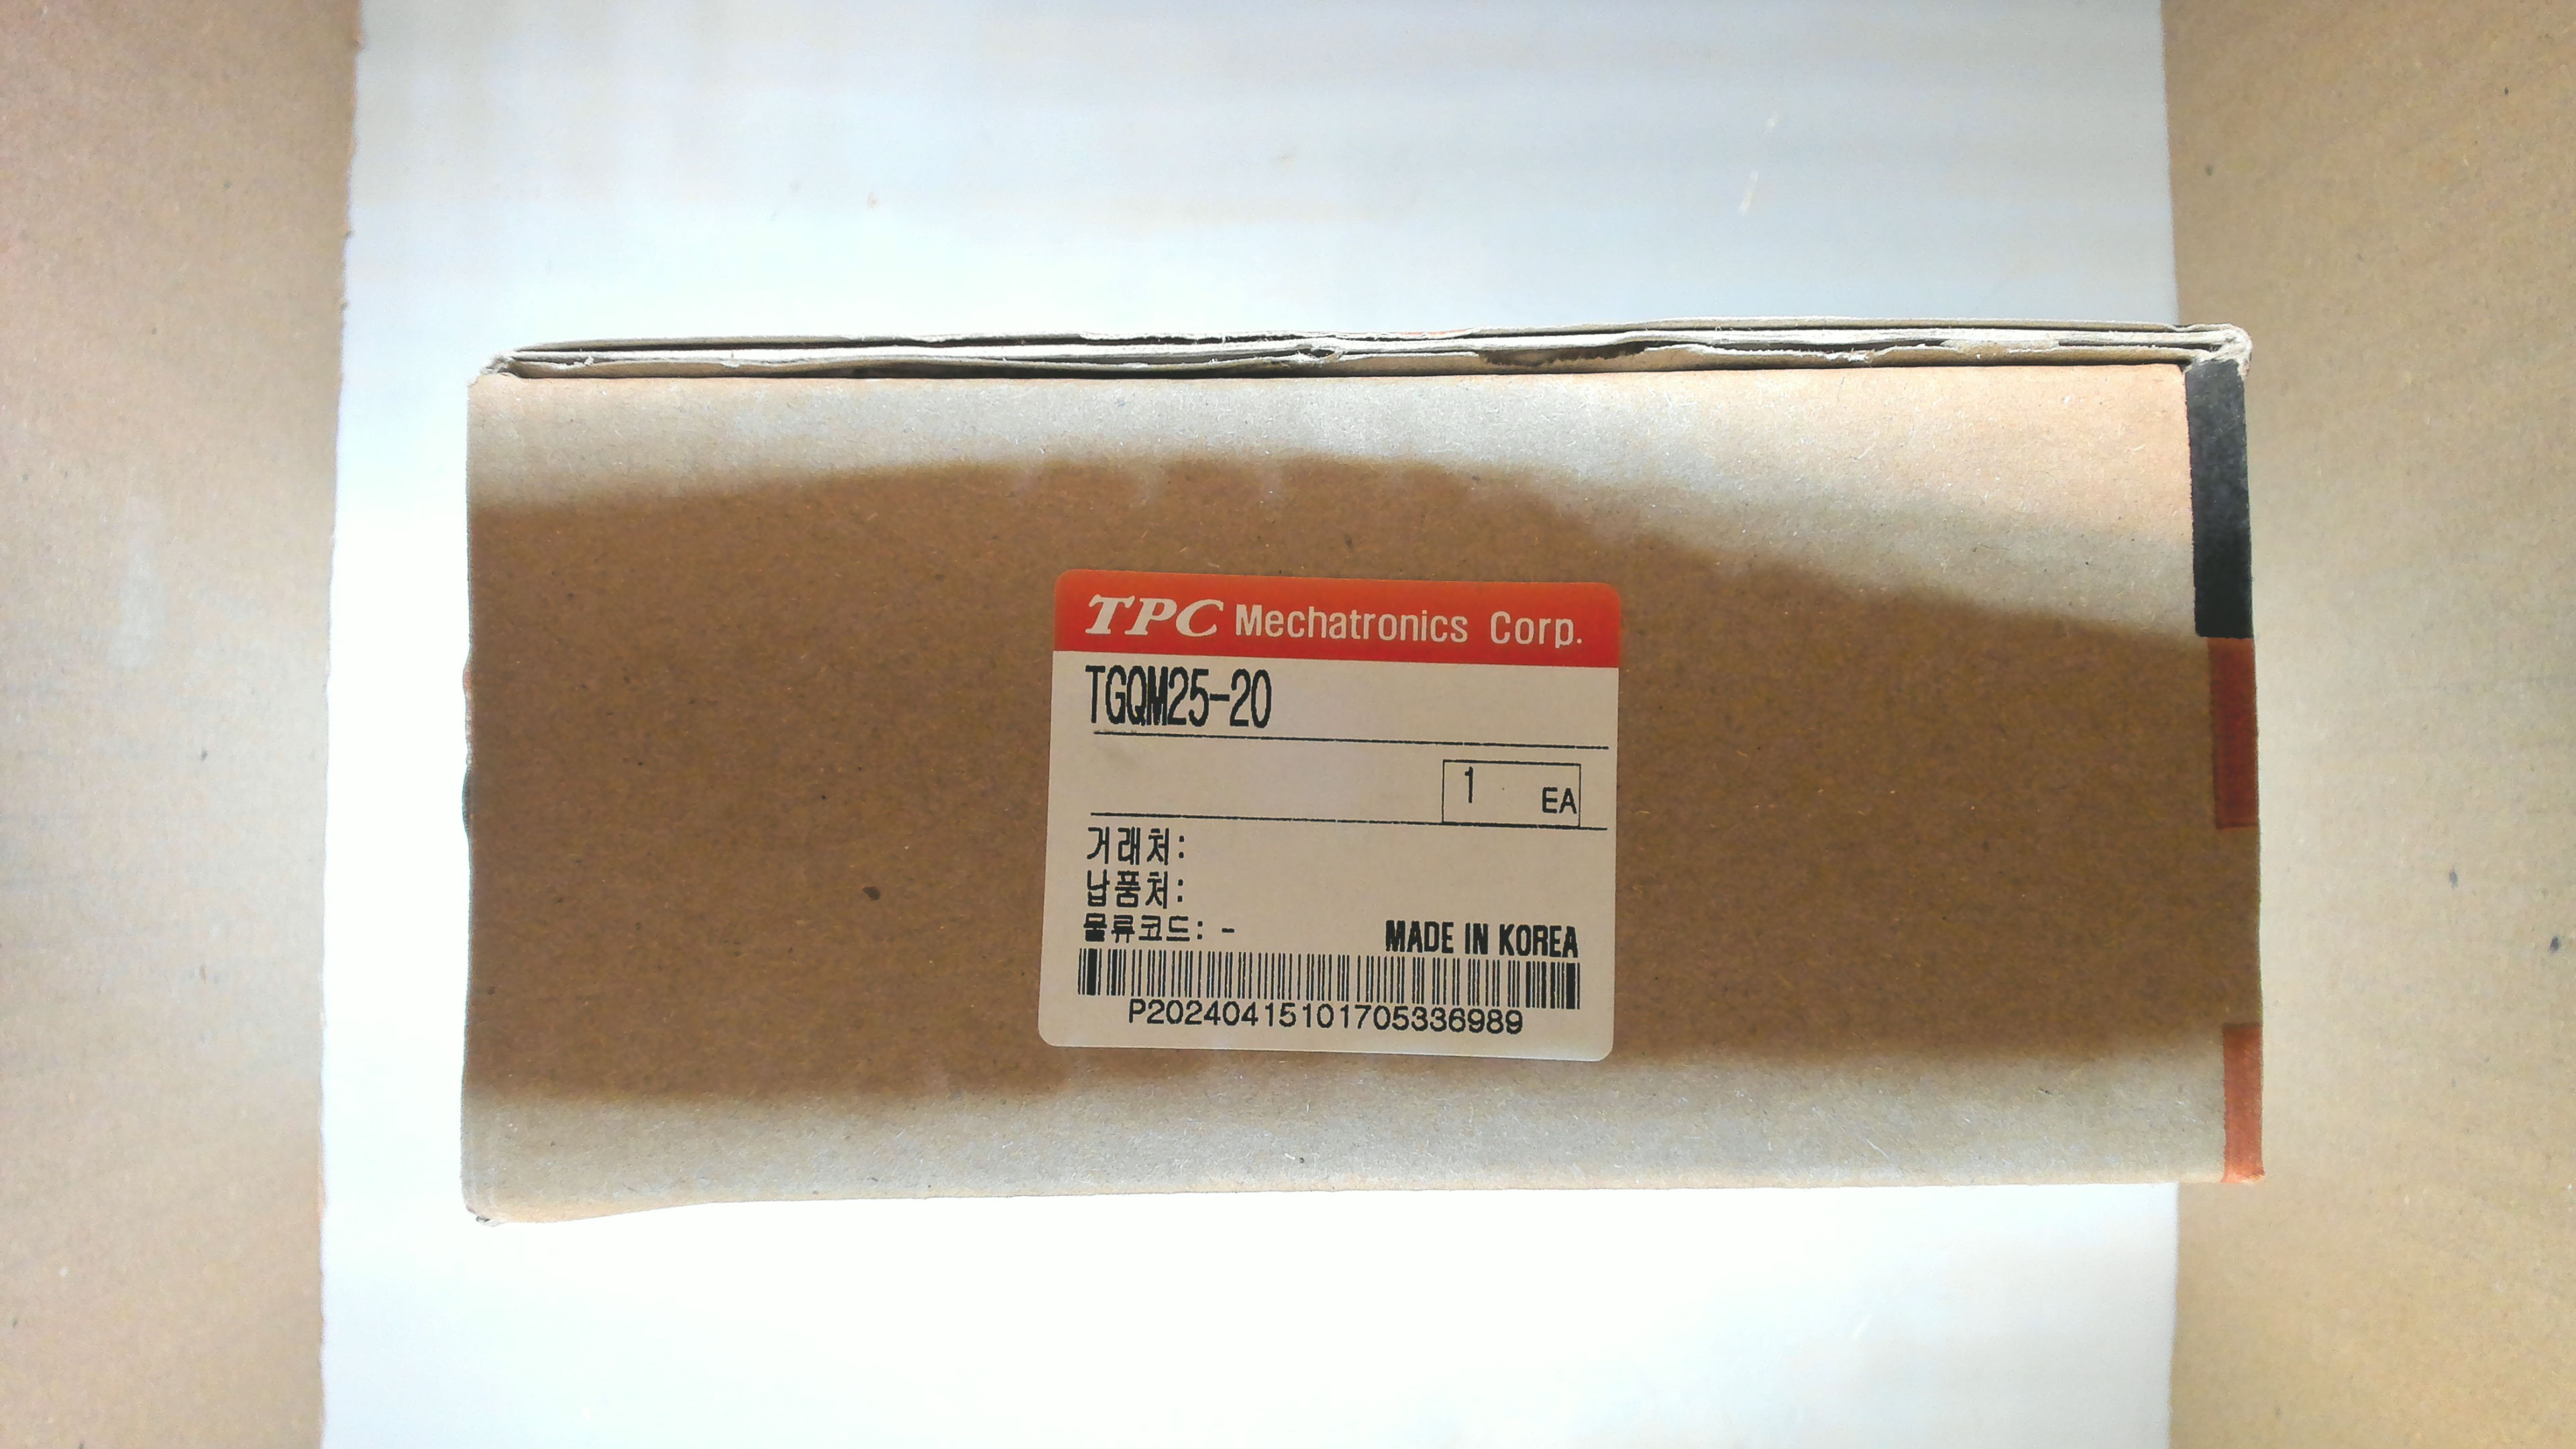 TPC Mechatronics Corp.
TGQM25-20
1 EA
거래처:
납품처:
물류코드: -
MADE IN KOREA
P20240415101705336989